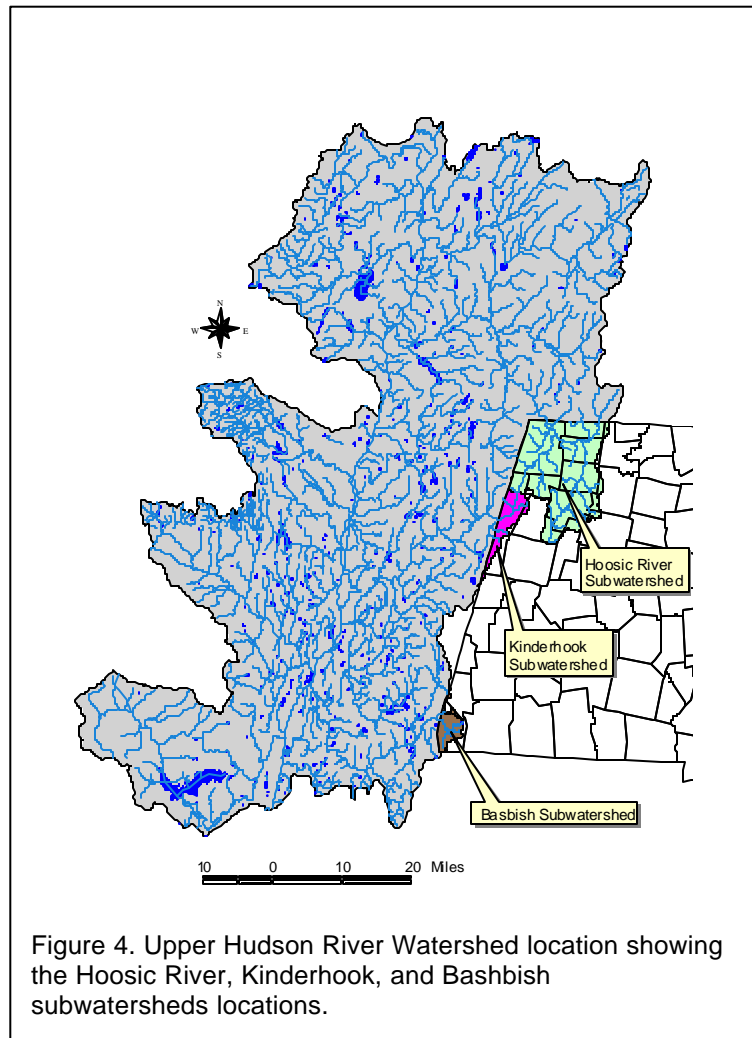 N
W E
S
Hoosic River
Subwatershed
Kinderhook
Subwatershed
Basbish Subwatershed
10 0 10 20 Miles
Figure 4. Upper Hudson River Watershed location showing
the Hoosic River, Kinderhook, and Bashbish
subwatersheds locations.